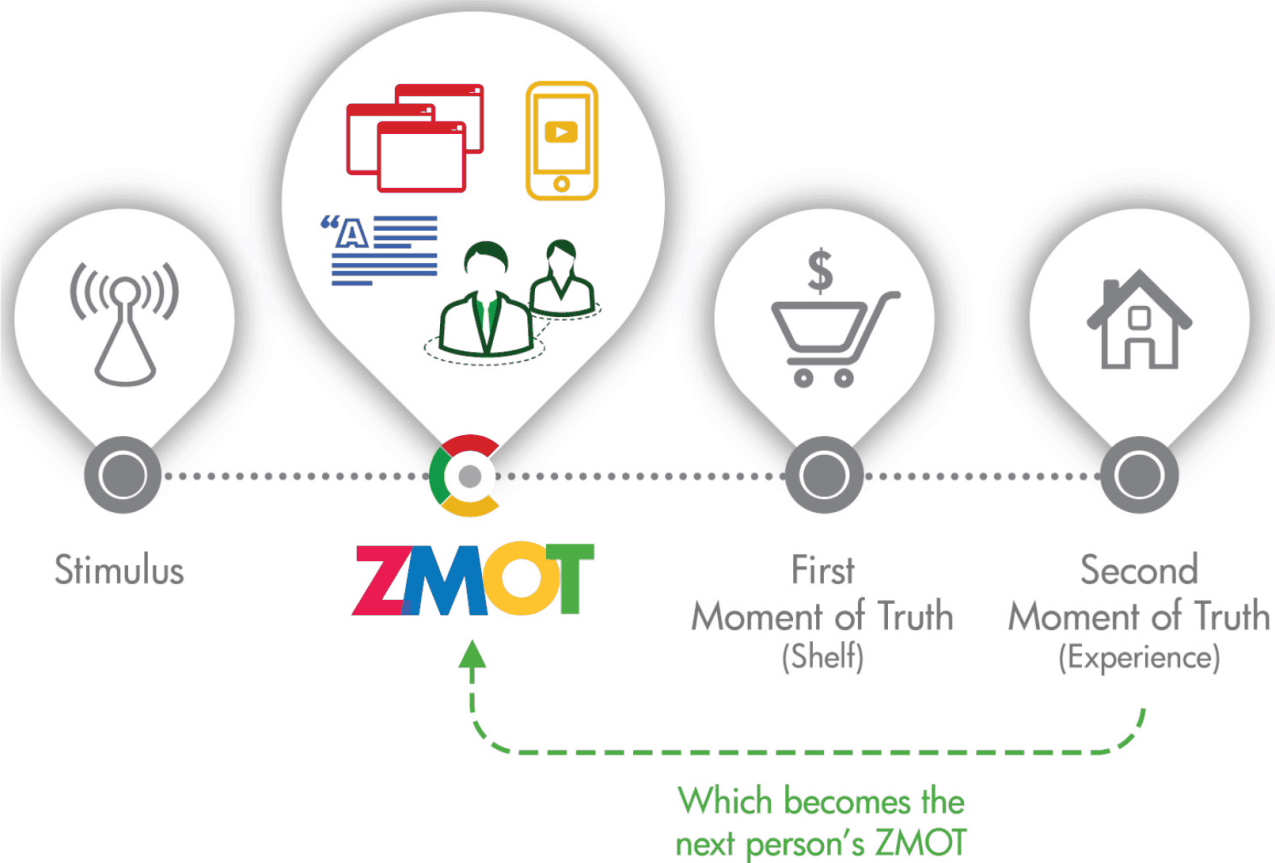 “A
$
Stimulus
ZMOT
First
Moment of Truth
(Shelf)
Second
Moment of Truth
(Experience)
Which becomes the
next person’s ZMOT